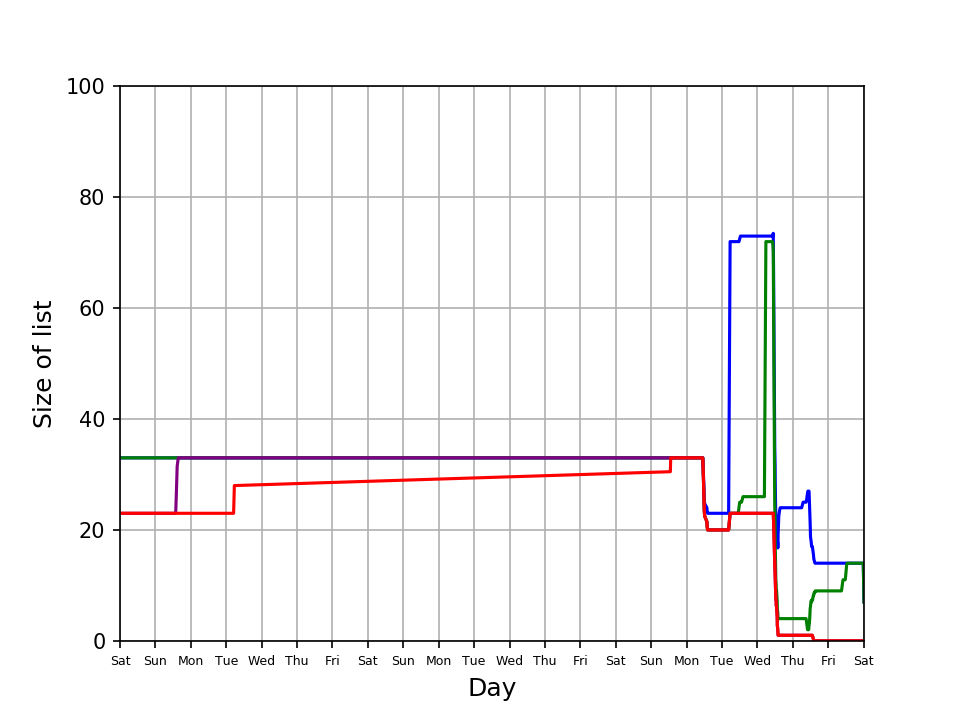 100
80
60
40
20
0
Size of list
Sat Sun Mon Tue Wed Thu Fri Sat Sun Mon Tue Wed Thu Fri Sat Sun Mon Tue Wed Thu Fri Sat
Day